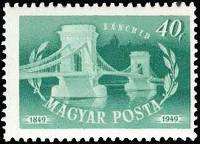 40f
LÁNCHÍD
MAGYAR POSTA
1849 1949